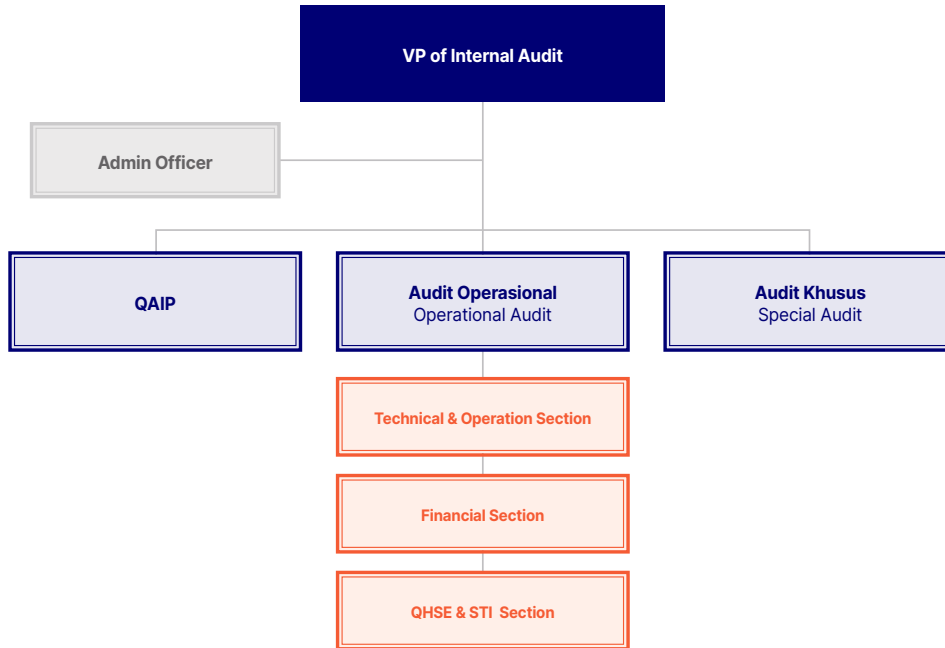 VP of Internal Audit
Admin Officer
QAIP
Audit Operasional
Operational Audit
Audit Khusus
Special Audit
Technical & Operation Section
Financial Section
QHSE & STI Section